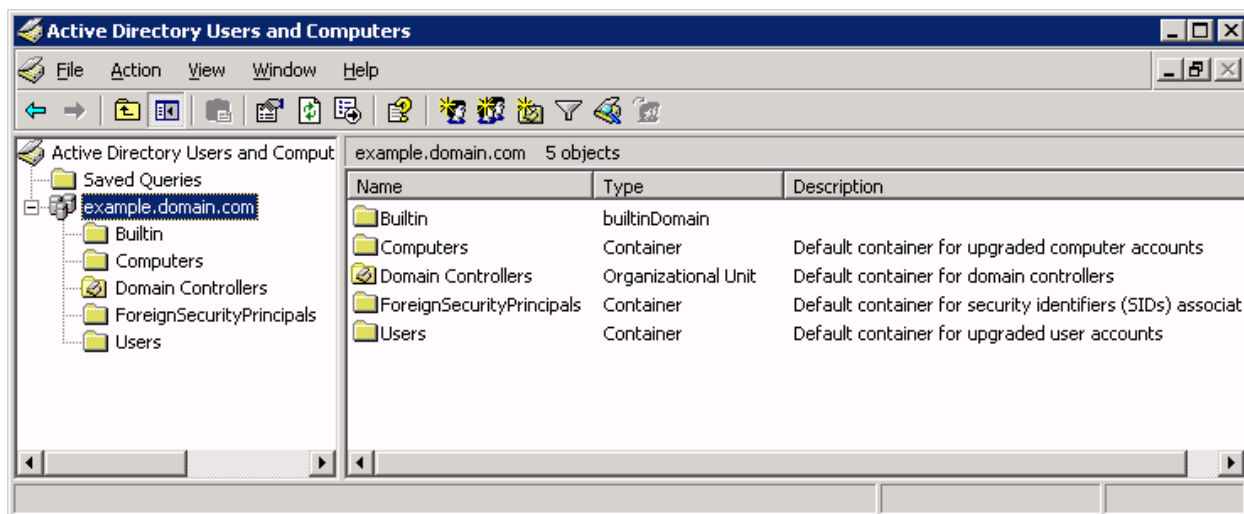 Active Directory Users and Computers
File Action View Window Help
Active Directory Users and Comput
Saved Queries
example.domain.com
Builtin
Computers
Domain Controllers
ForeignSecurityPrincipals
Users
example.domain.com 5 objects
Name Type Description
Builtin builtinDomain
Computers Container Default container for upgraded computer accounts
Domain Controllers Organizational Unit Default container for domain controllers
ForeignSecurityPrincipals Container Default container for security identifiers (SIDs) associat
Users Container Default container for upgraded user accounts